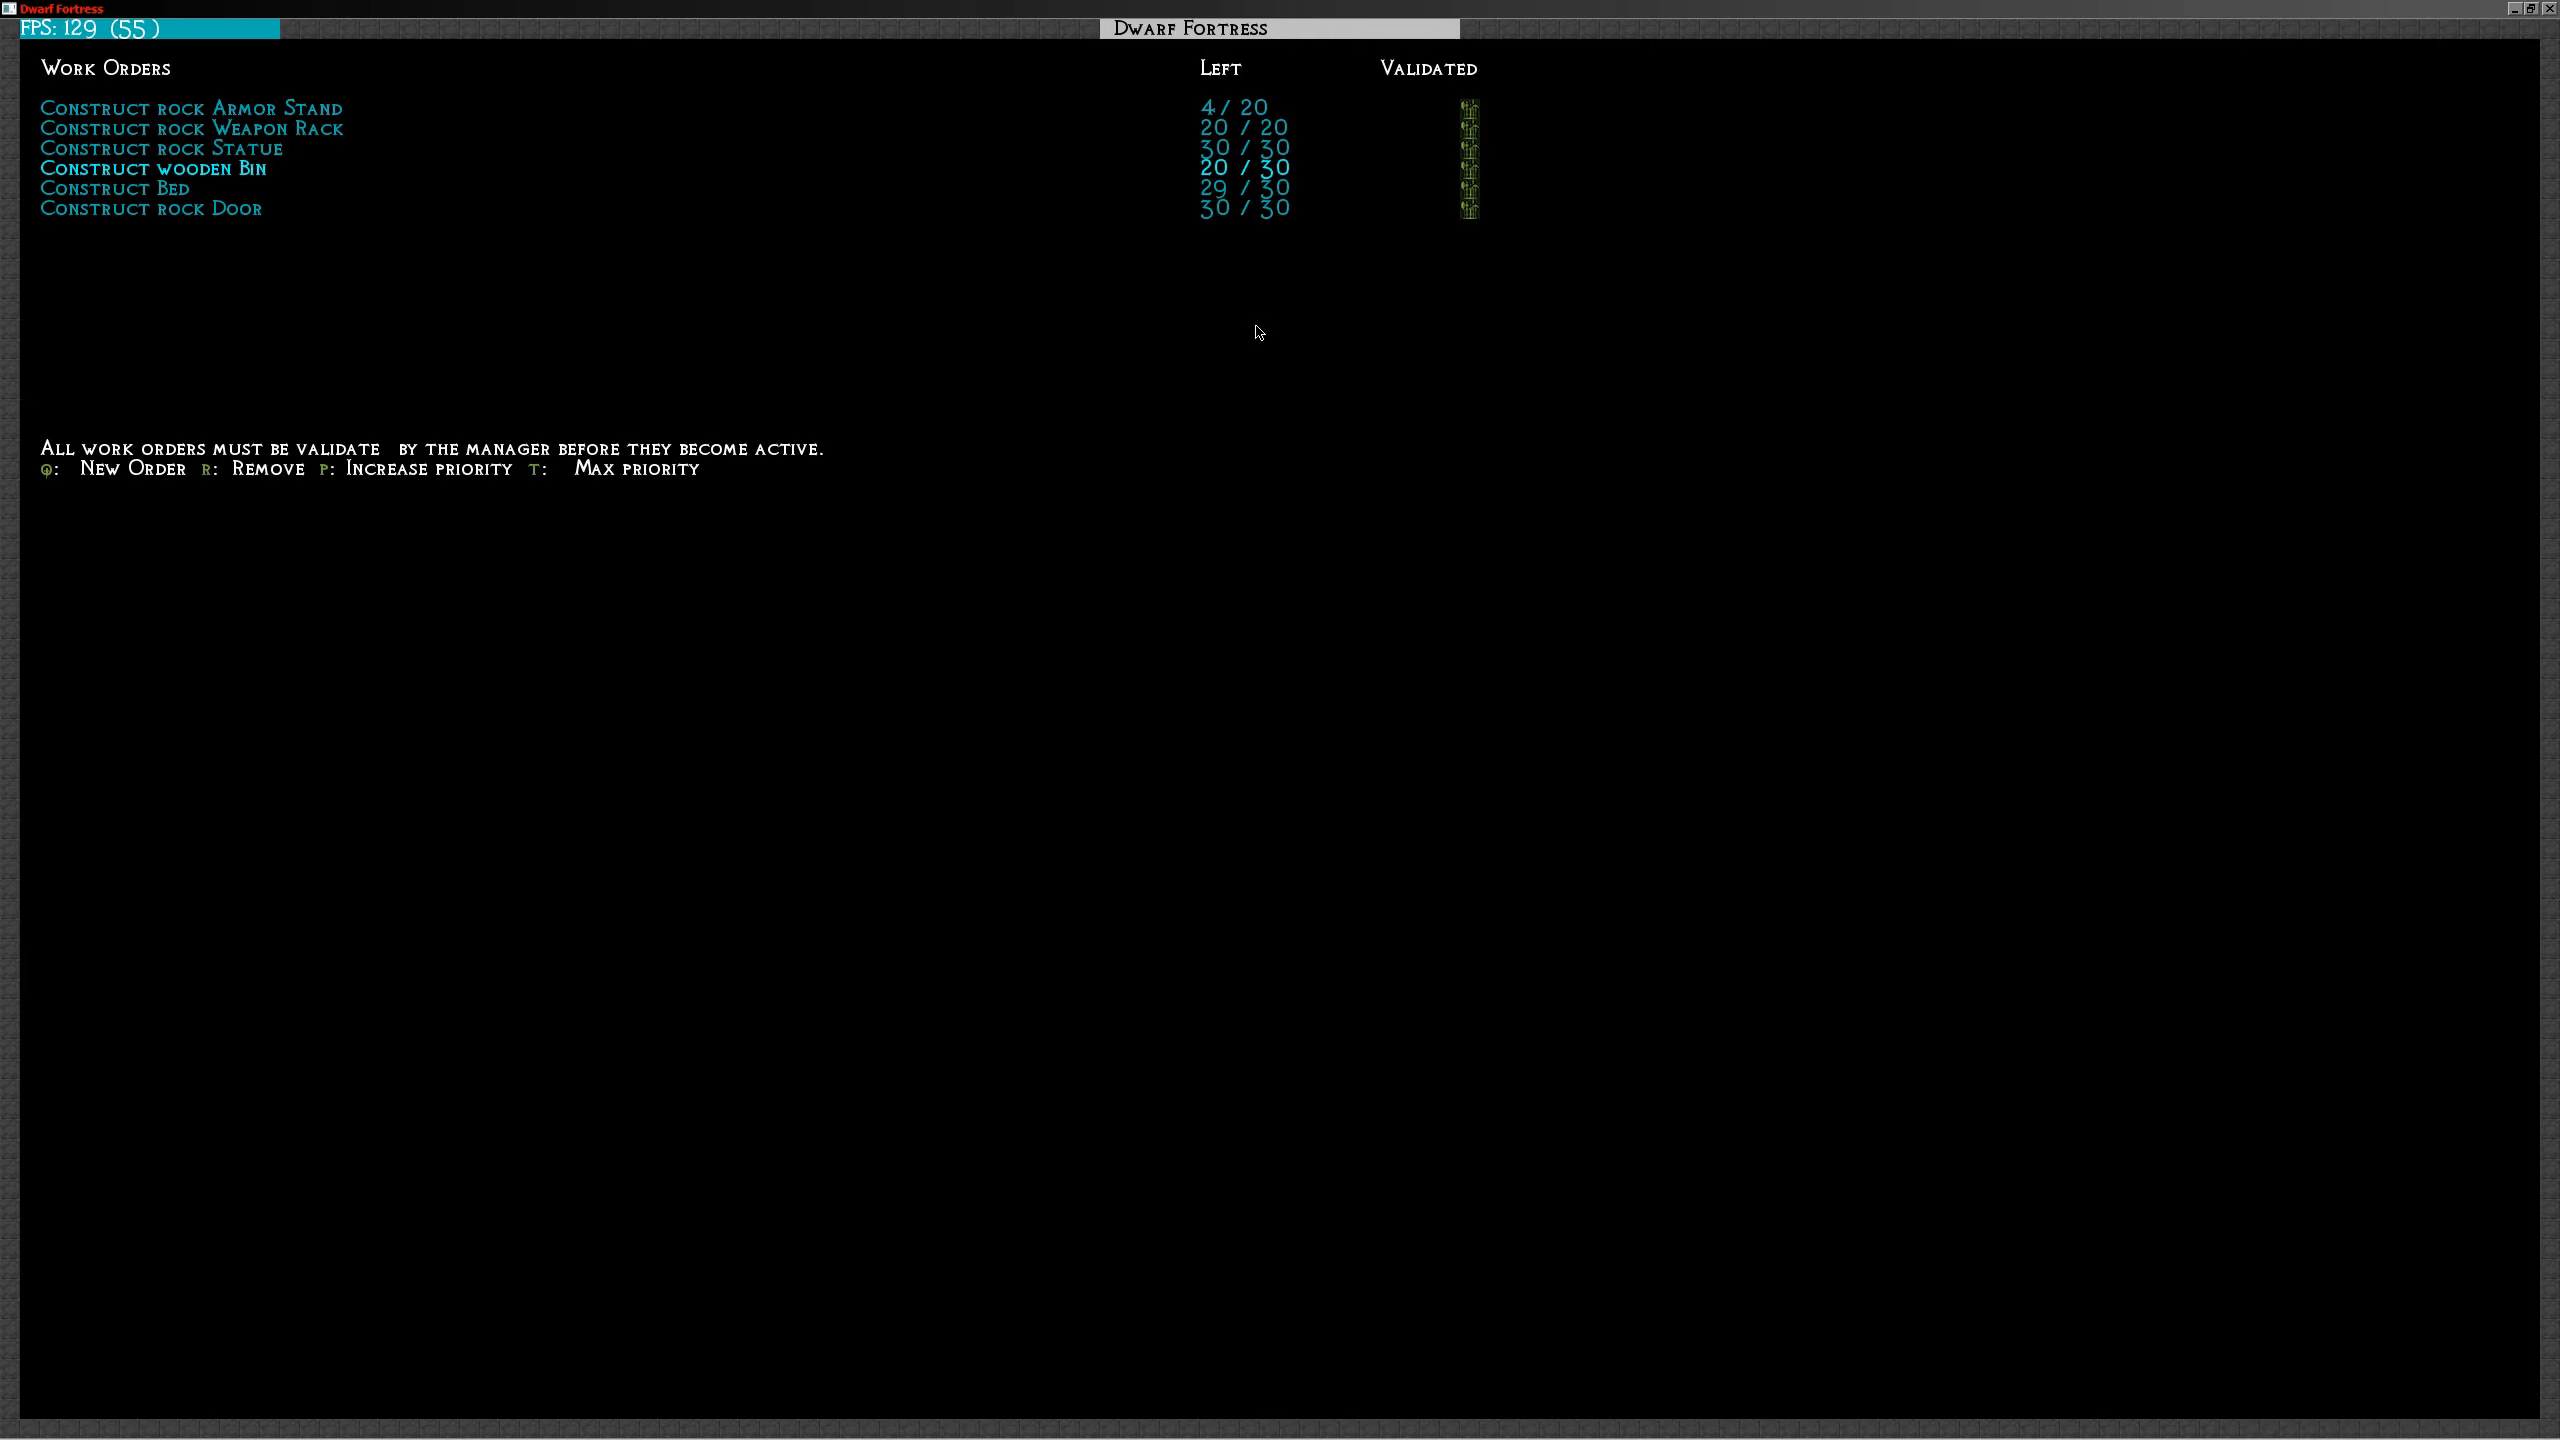 Dwarf Fortress
FPS: 129 (55)
Dwarf Fortress
Work Orders Left Validated
Construct rock Armor Stand 4/ 20
Construct rock Weapon Rack 20 / 20
Construct rock Statue 30 / 30
Construct wooden Bin 20 / 30
Construct Bed 29 / 30
Construct rock Door 30 / 30
All work orders must be validate by the manager before they become active.
q: New Order r: Remove p: Increase priority t: Max priority